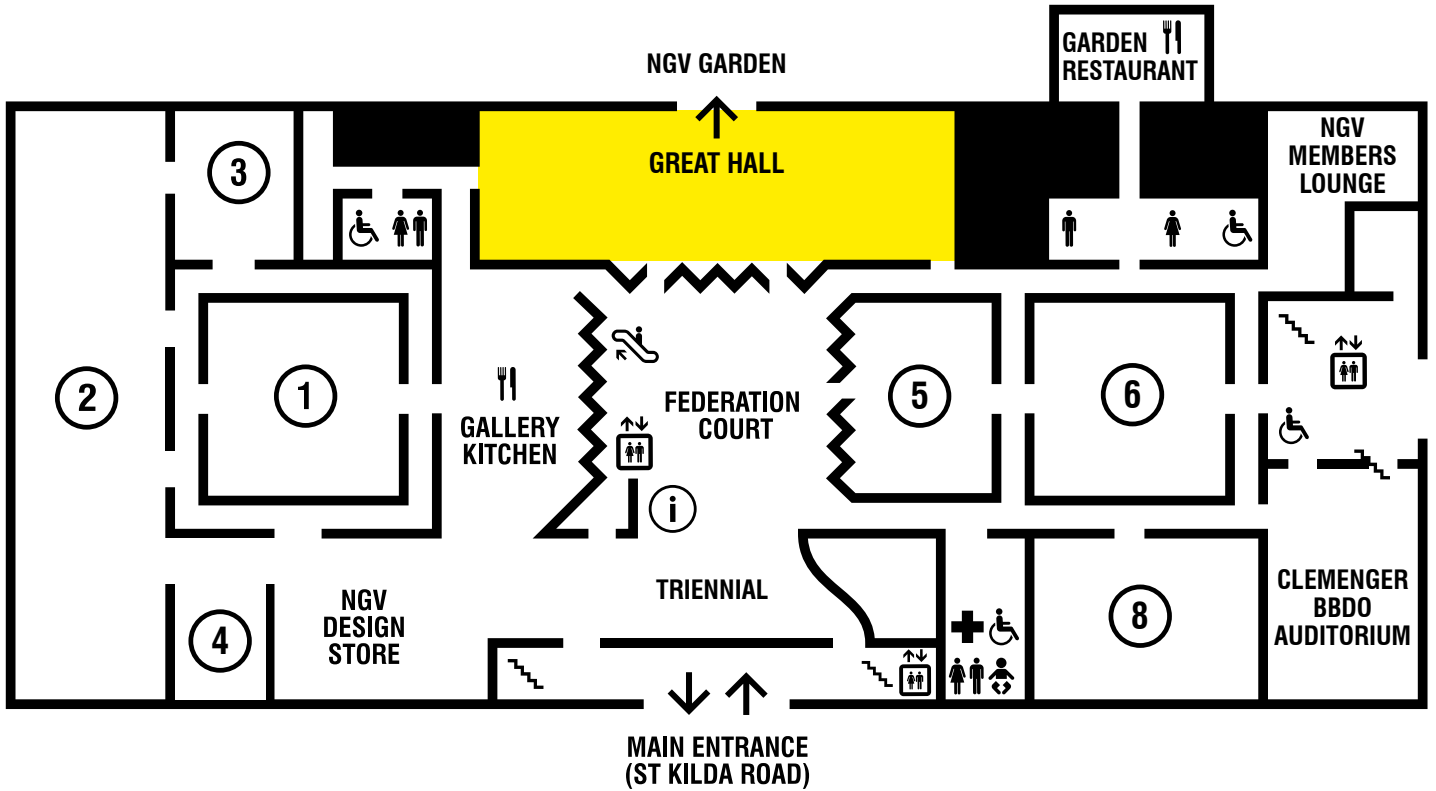 GARDEN
RESTAURANT
NGV GARDEN
NGV
MEMBERS
LOUNGE
GREAT HALL
3
1
2
GALLERY
KITCHEN
FEDERATION
COURT
5
6
i
NGV
DESIGN
STORE
4
TRIENNIAL
8
CLEMENGER
BBDO
AUDITORIUM
MAIN ENTRANCE
(ST KILDA ROAD)